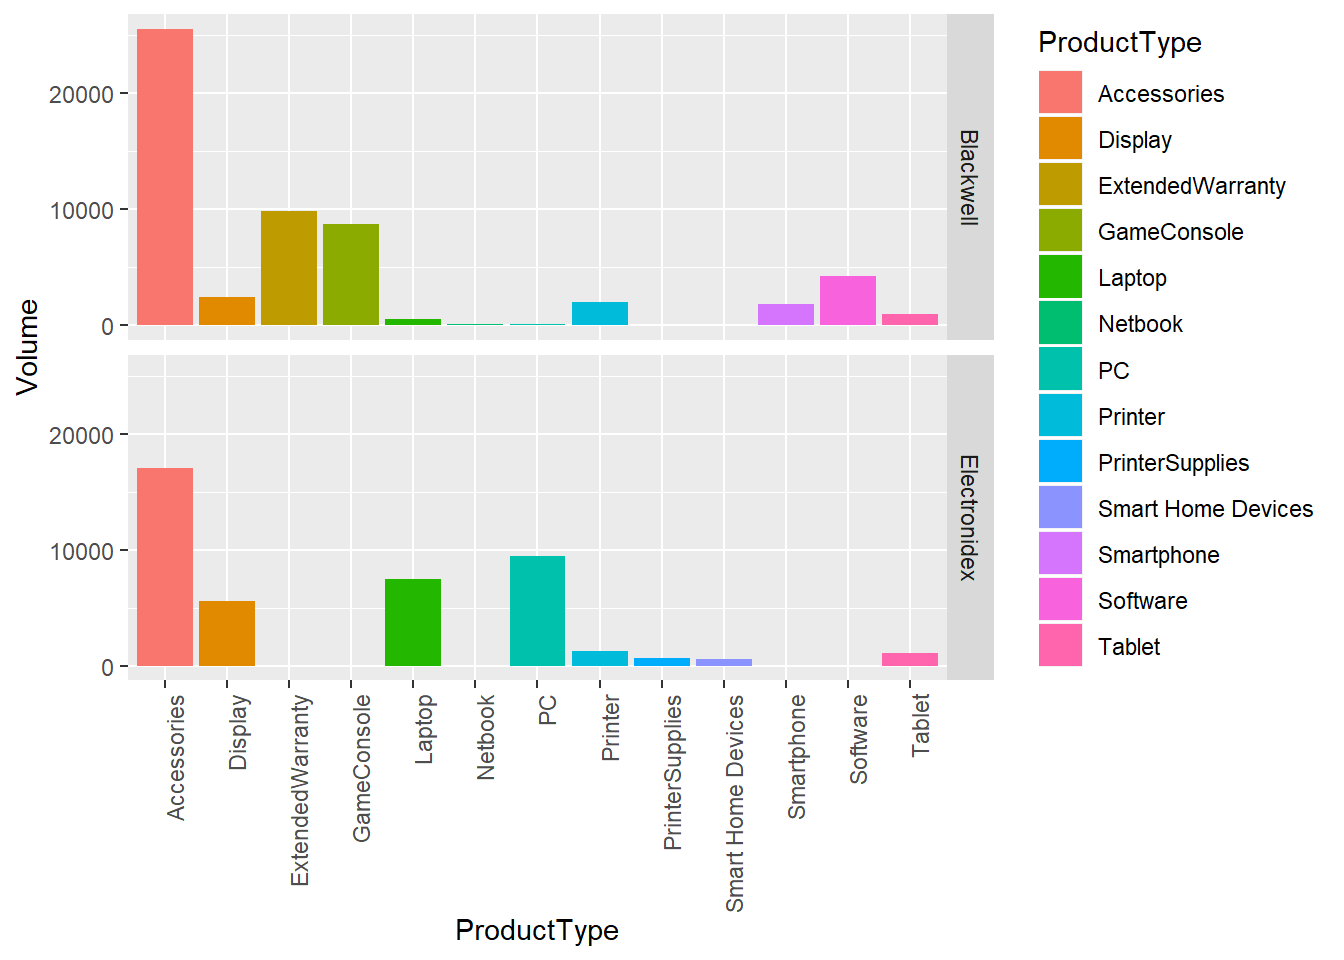 Volume
20000
10000
0
Blackwell
20000
10000
0
Electronidex
Accessories
Display
ExtendedWarranty
GameConsole
Laptop
Netbook
PC
Printer
PrinterSupplies
Smart Home Devices
Smartphone
Software
Tablet
ProductType
ProductType
Accessories
Display
ExtendedWarranty
GameConsole
Laptop
Netbook
PC
Printer
PrinterSupplies
Smart Home Devices
Smartphone
Software
Tablet